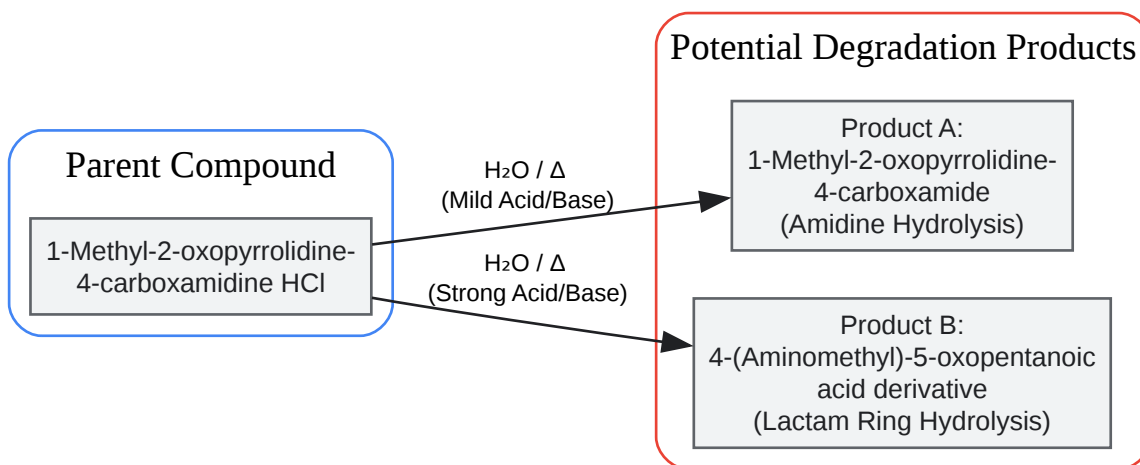 Potential Degradation Products
Parent Compound
1-Methyl-2-oxopyrrolidine-
4-carboxamidine HCl
H₂O / Δ
(Mild Acid/Base)
H₂O / Δ
(Strong Acid/Base)
Product A:
1-Methyl-2-oxopyrrolidine-
4-carboxamide
(Amidine Hydrolysis)
Product B:
4-(Aminomethyl)-5-oxopentanoic
acid derivative
(Lactam Ring Hydrolysis)